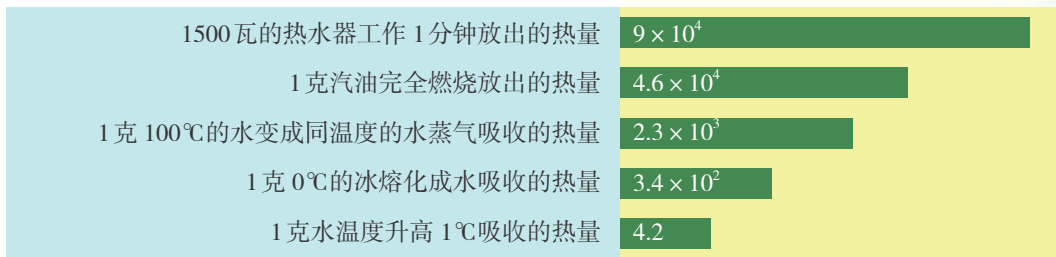 1500瓦的热水器工作1分钟放出的热量 9 × 10⁴
1克汽油完全燃烧放出的热量 4.6 × 10⁴
1克100℃的水变成同温度的水蒸气吸收的热量 2.3 × 10³
1克0℃的冰熔化成水吸收的热量 3.4 × 10²
1克水温度升高1℃吸收的热量 4.2